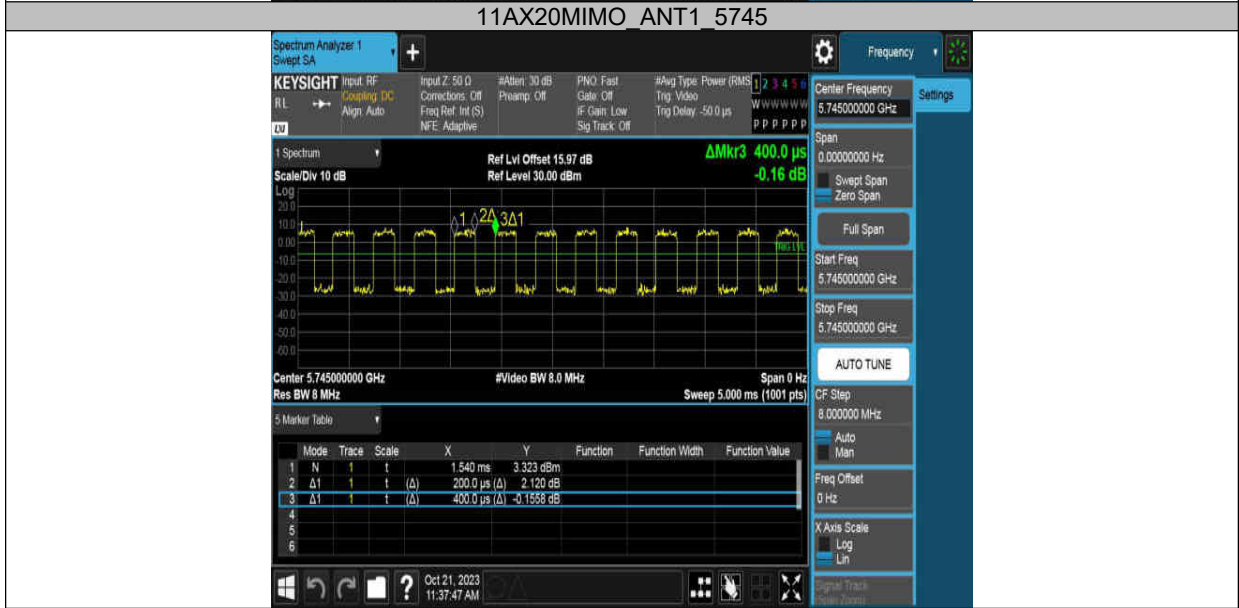 11AX20MIMO_ANT1_5745
Spectrum Analyzer 1
Swept SA
+
Frequency
KEYSIGHT
RL
LXI
Input: RF
Coupling: DC
Align: Auto
Input Z: 50 Ω
Corrections: Off
Freq Ref: Int (S)
NFE: Adaptive
#Atten: 30 dB
Preamp: Off
PNO: Fast
Gate: Off
IF Gain: Low
Sig Track: Off
#Avg Type: Power (RMS
Trig: Video
Trig Delay: -50.0 µs
1 2 3 4 5 6
W W W W W W
P P P P P P
Center Frequency
5.745000000 GHz
Settings
Span
0.00000000 Hz
Swept Span
Zero Span
Full Span
Start Freq
5.745000000 GHz
Stop Freq
5.745000000 GHz
AUTO TUNE
CF Step
8.000000 MHz
Auto
Man
Freq Offset
0 Hz
X Axis Scale
Log
Lin
Signal Track
1 Spectrum
Scale/Div 10 dB
Ref Lvl Offset 15.97 dB
Ref Level 30.00 dBm
ΔMkr3 400.0 µs
-0.16 dB
Log
20.0
10.0
0.00
-10.0
-20.0
-30.0
-40.0
-50.0
-60.0
1 2Δ 3Δ1
TRIG LVL
Center 5.745000000 GHz
#Video BW 8.0 MHz
Span 0 Hz
Res BW 8 MHz
Sweep 5.000 ms (1001 pts)
5 Marker Table
Mode Trace Scale X Y Function Function Width Function Value
1 N 1 t 1.540 ms 3.323 dBm
2 Δ1 1 t (Δ) 200.0 µs (Δ) 2.120 dB
3 Δ1 1 t (Δ) 400.0 µs (Δ) -0.1558 dB
4
5
6
?
Oct 21, 2023
11:37:47 AM